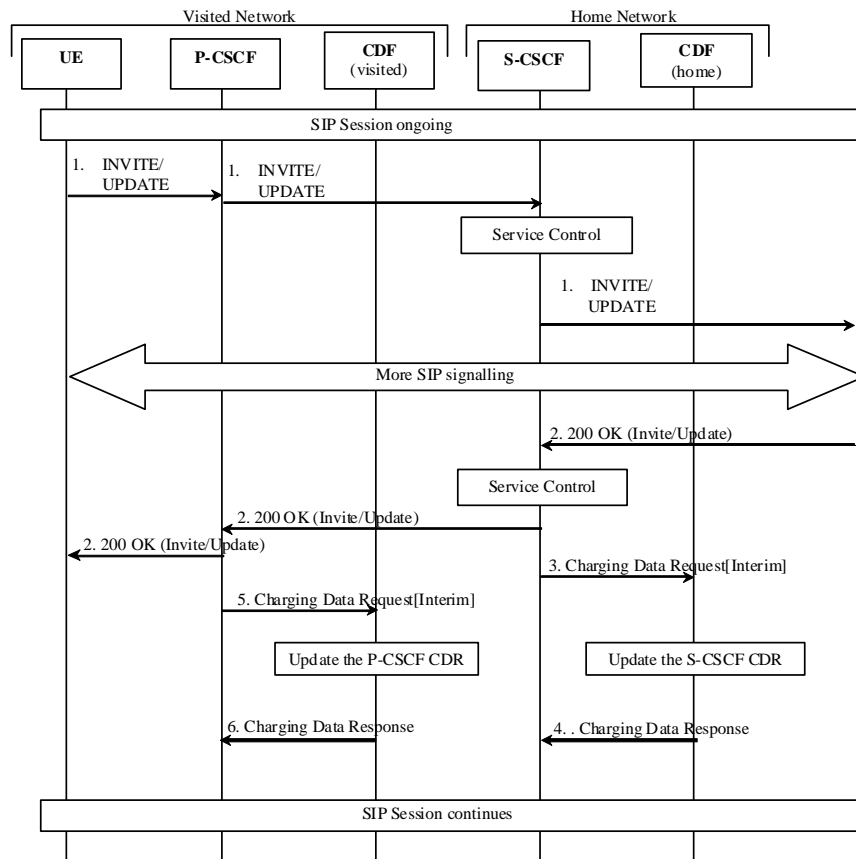 Visited Network
Home Network
UE
P-CSCF
CDF
(visited)
S-CSCF
CDF
(home)
SIP Session ongoing
1. INVITE/
UPDATE
1. INVITE/
UPDATE
Service Control
1. INVITE/
UPDATE
More SIP signalling
2. 200 OK (Invite/Update)
Service Control
2. 200 OK (Invite/Update)
2. 200 OK (Invite/Update)
3. Charging Data Request[Interim]
5. Charging Data Request[Interim]
Update the P-CSCF CDR
Update the S-CSCF CDR
6. Charging Data Response
4. . Charging Data Response
SIP Session continues